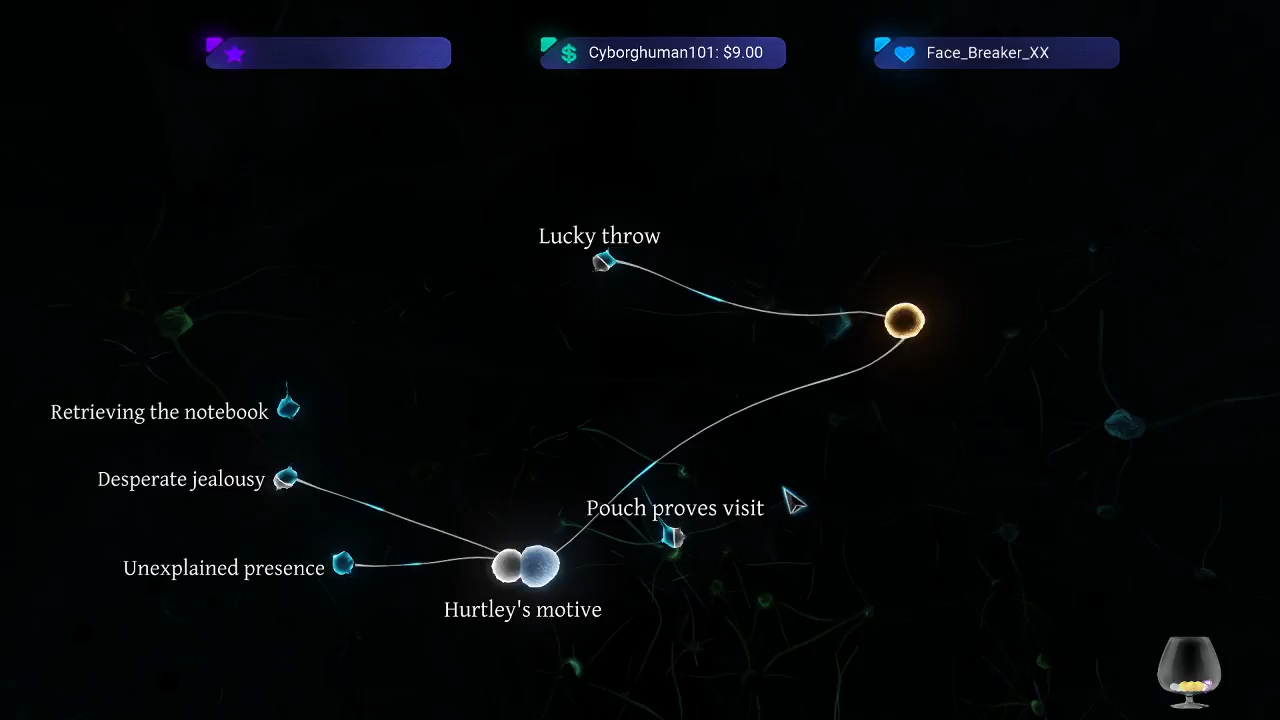 Cyborghuman101: $9.00
Face_Breaker_XX
Lucky throw
Retrieving the notebook
Desperate jealousy
Pouch proves visit
Unexplained presence
Hurtley's motive